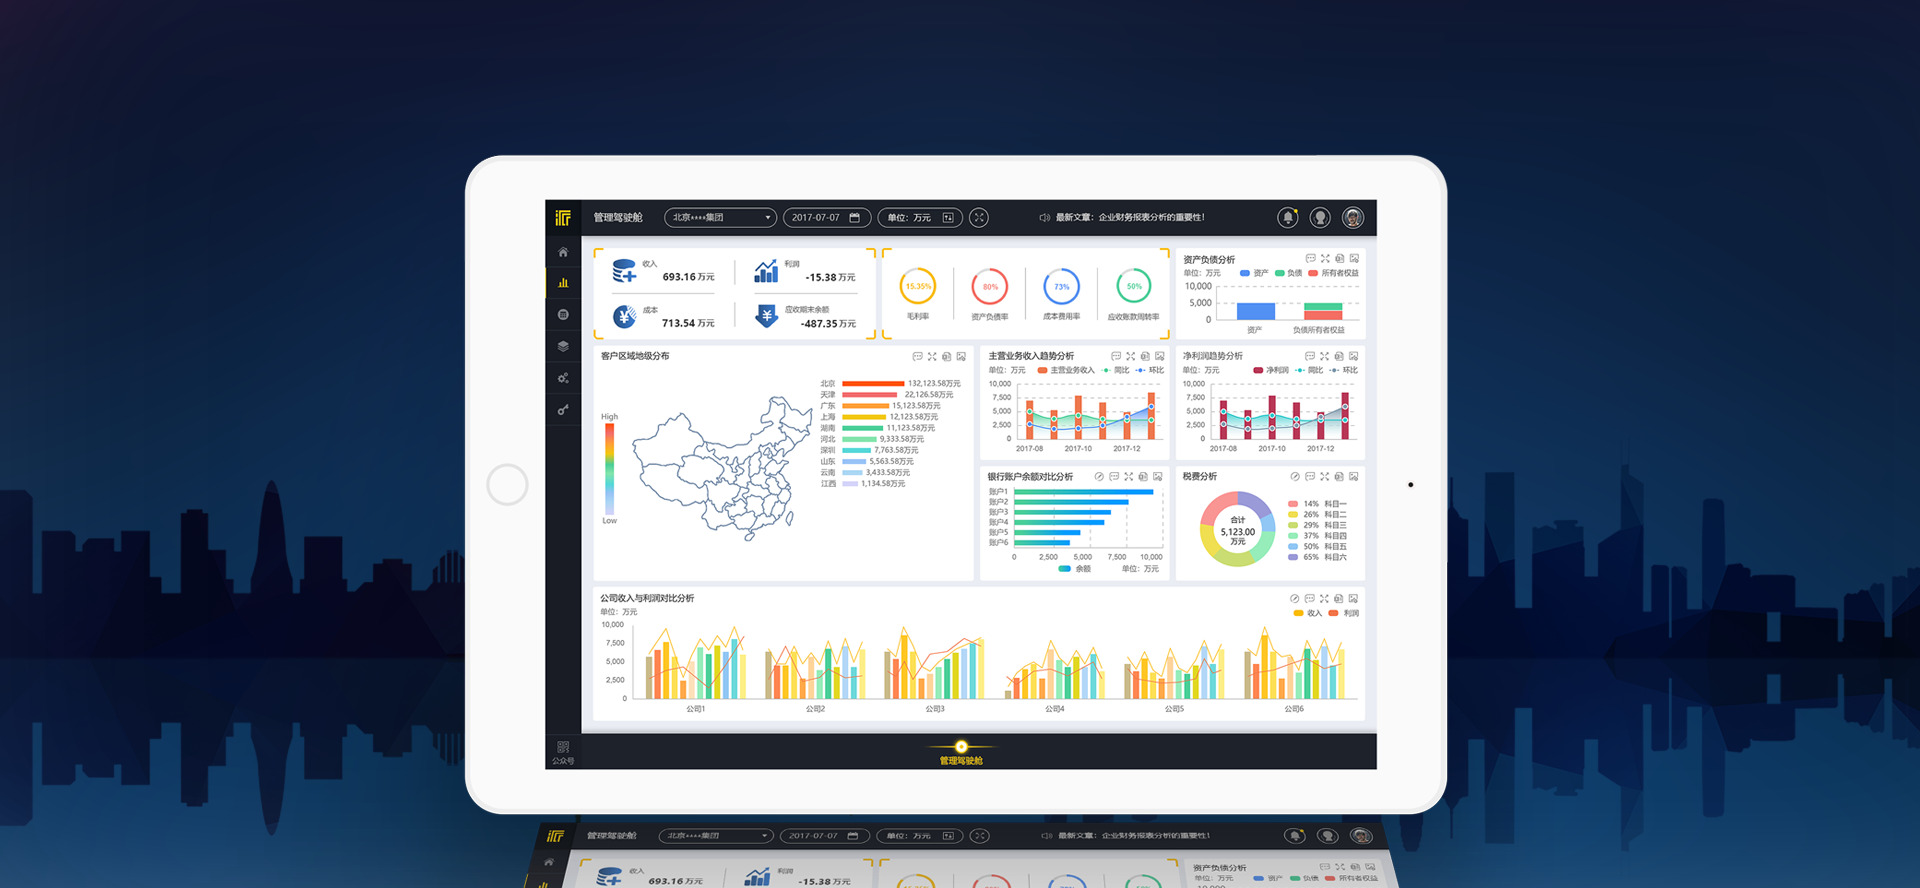 管理驾驶舱
北京****集团
2017-07-07
单位：万元
最新文章：企业财务报表分析的重要性！
收入
693.16 万元
利润
-15.38 万元
成本
713.54 万元
应收期末余额
-487.35 万元
15.35%
毛利率
80%
资产负债率
73%
成本费用率
50%
应收账款周转率
资产负债分析
单位：万元 资产 负债 所有者权益
10,000
5,000
0
资产 负债所有者权益
客户区域地级分布
High
Low
北京 132,123.58万元
天津 22,126.58万元
广东 15,123.58万元
上海 12,123.58万元
湖南 11,123.58万元
河北 9,333.58万元
深圳 7,763.58万元
山东 5,563.58万元
云南 3,433.58万元
江西 1,134.58万元
主营业务收入趋势分析
单位：万元 主营业务收入 同比 环比
10,000
7,500
5,000
2,500
0
2017-08 2017-10 2017-12
净利润趋势分析
单位：万元 净利润 同比 环比
10,000
7,500
5,000
2,500
0
2017-08 2017-10 2017-12
银行账户余额对比分析
账户1
账户2
账户3
账户4
账户5
账户6
0 2,500 5,000 7,500 10,000
余额 单位：万元
税费分析
合计
5,123.00
万元
14% 科目一
26% 科目二
29% 科目三
37% 科目四
50% 科目五
65% 科目六
公司收入与利润对比分析
单位：万元
收入 利润
10,000
7,500
5,000
2,500
0
公司1 公司2 公司3 公司4 公司5 公司6
公众号
管理驾驶舱
管理驾驶舱
北京****集团
2017-07-07
单位：万元
最新文章：企业财务报表分析的重要性！
收入
693.16 万元
利润
-15.38 万元
资产负债分析
单位：万元 资产 负债 所有者权益